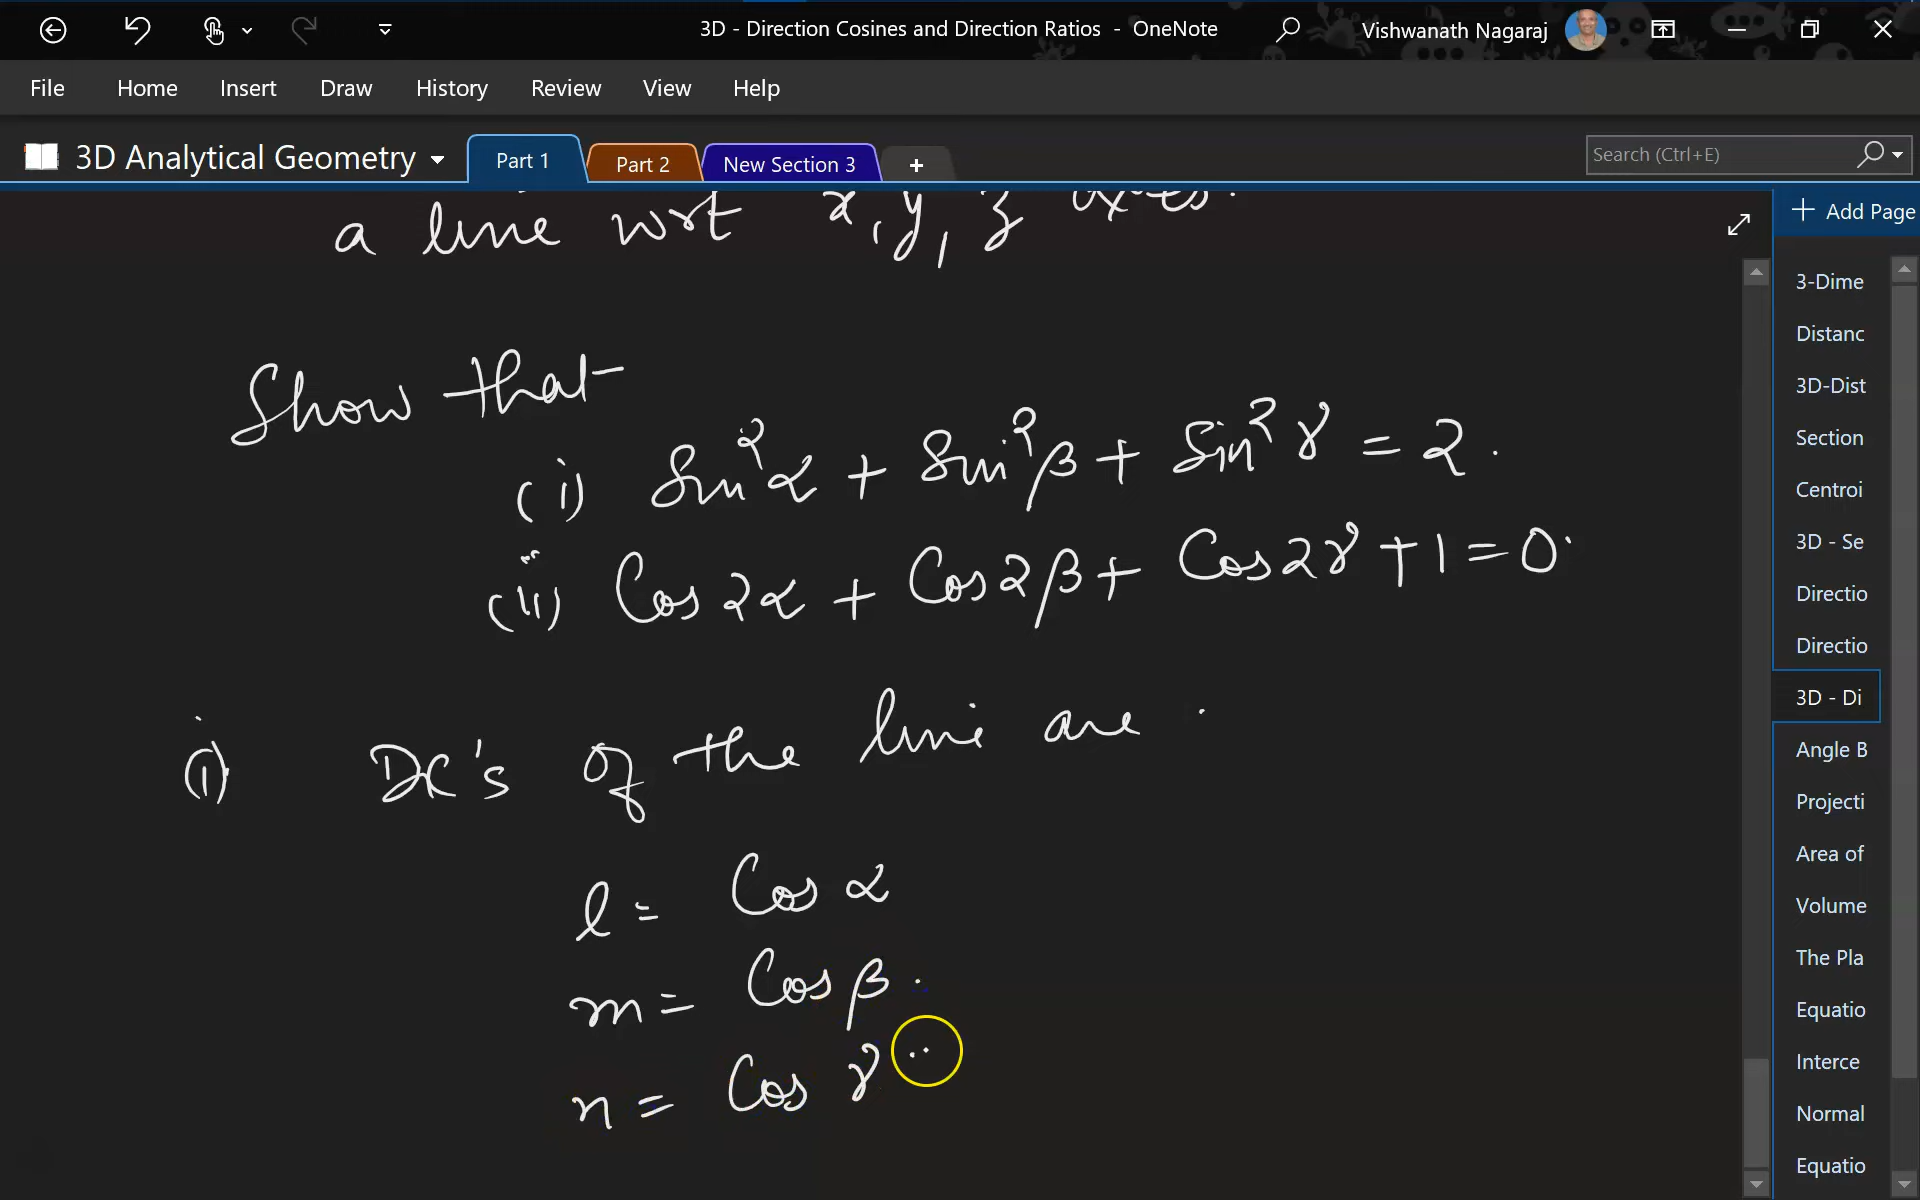 3D - Direction Cosines and Direction Ratios - OneNote
Vishwanath Nagaraj
File Home Insert Draw History Review View Help
3D Analytical Geometry
Part 1
Part 2
New Section 3
+
Search (Ctrl+E)
a line wrt x, y, z axes.
Show that
(i) Sin²α + Sin²β + Sin²γ = 2.
(ii) Cos 2α + Cos 2β + Cos 2γ + 1 = 0.
(i) DC's of the line are
l = Cos α
m = Cos β.
n = Cos γ
+ Add Page
3-Dime
Distanc
3D-Dist
Section
Centroi
3D - Se
Directio
Directio
3D - Di
Angle B
Projecti
Area of
Volume
The Pla
Equatio
Interce
Normal
Equatio